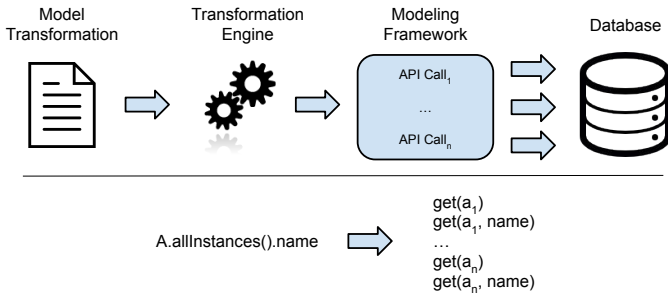 Model Transformation
Transformation Engine
Modeling Framework
Database
API Call₁
...
API Callₙ
A.allInstances().name
get(a₁)
get(a₁, name)
...
get(aₙ)
get(aₙ, name)